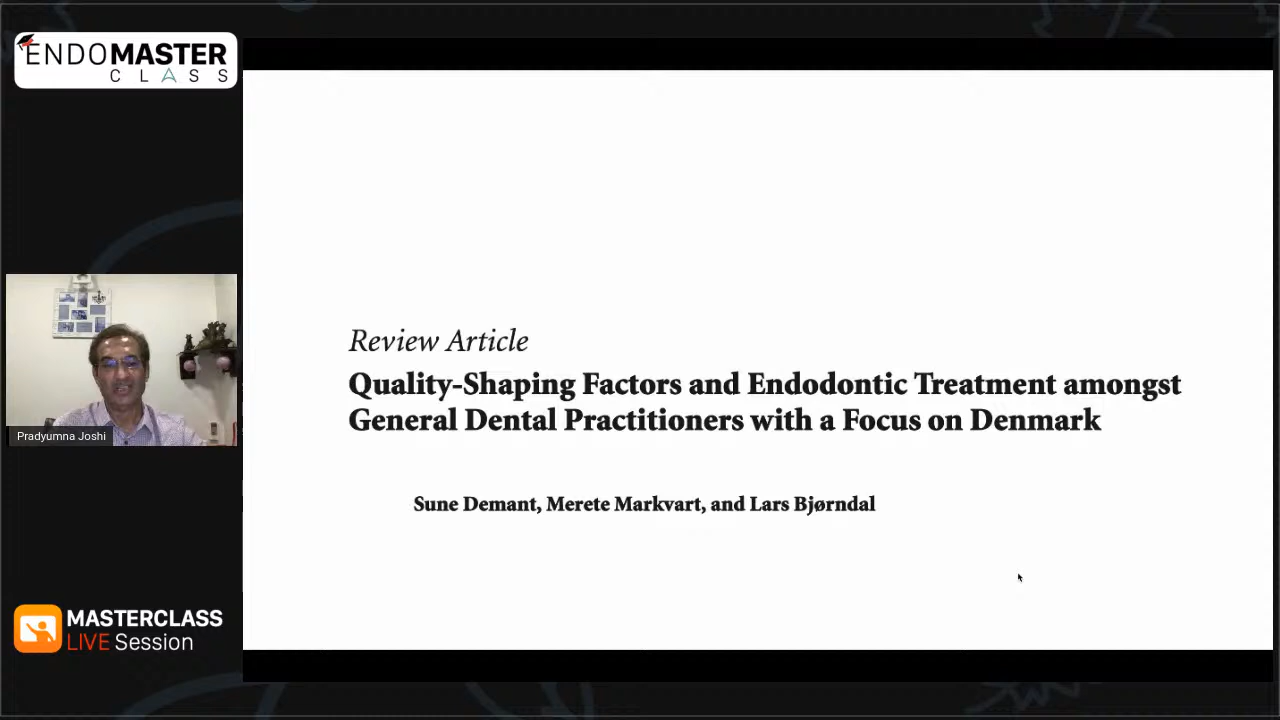 ENDOMASTER
CLASS
Review Article
Quality-Shaping Factors and Endodontic Treatment amongst
General Dental Practitioners with a Focus on Denmark
Sune Demant, Merete Markvart, and Lars Bjørndal
Pradyumna Joshi
MASTERCLASS
LIVE Session